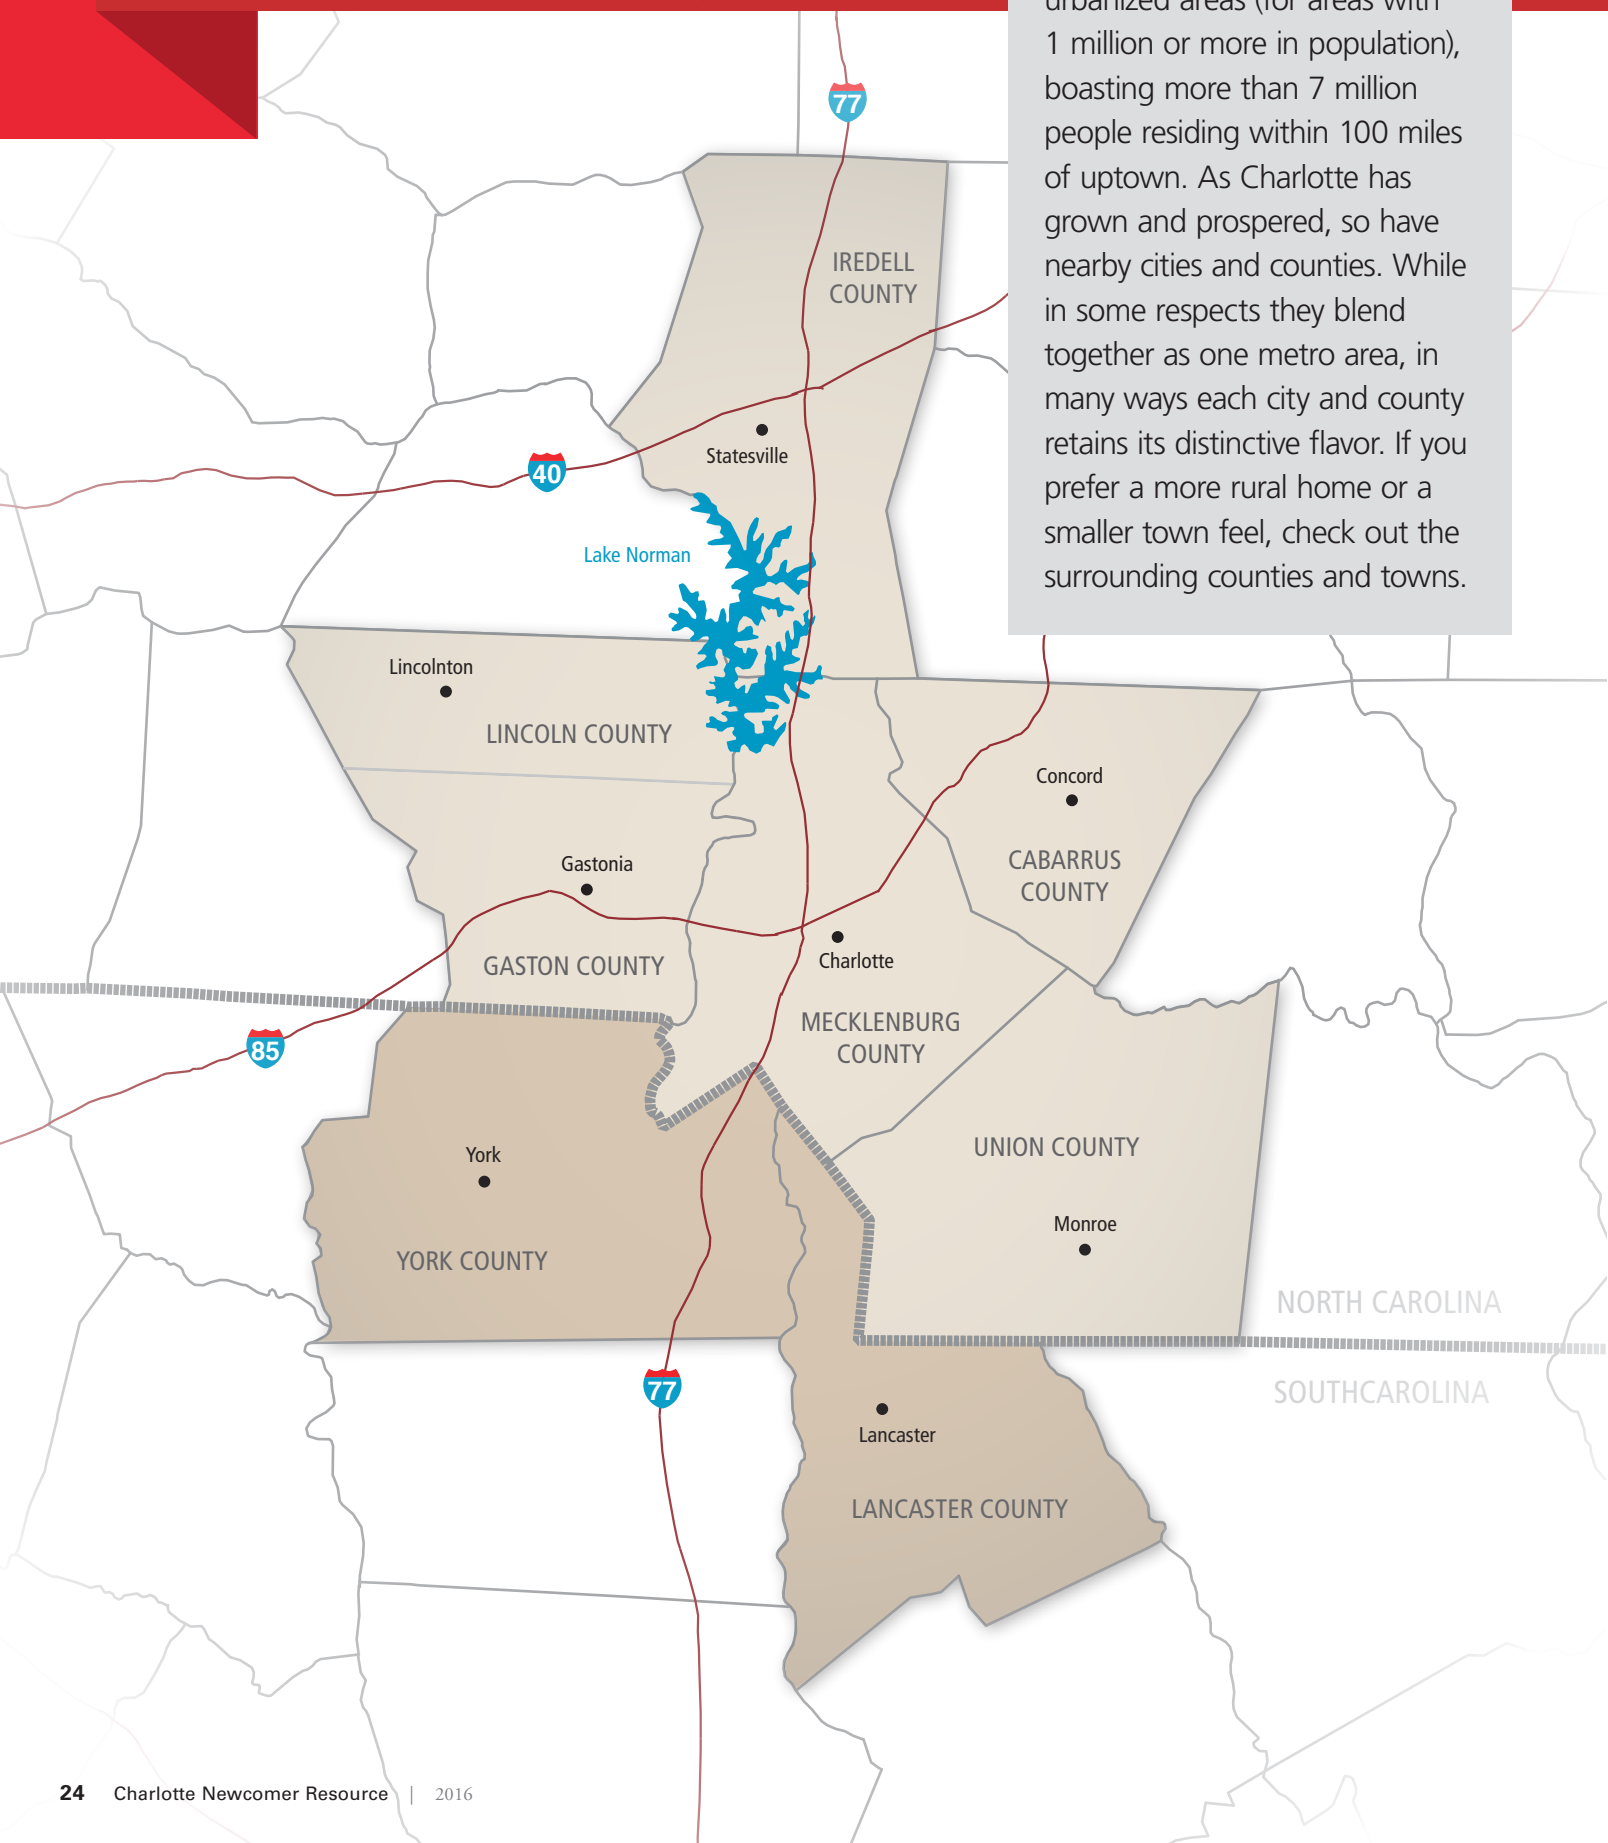 urbanized areas (for areas with
1 million or more in population),
boasting more than 7 million
people residing within 100 miles
of uptown. As Charlotte has
grown and prospered, so have
nearby cities and counties. While
in some respects they blend
together as one metro area, in
many ways each city and county
retains its distinctive flavor. If you
prefer a more rural home or a
smaller town feel, check out the
surrounding counties and towns.
77
IREDELL
COUNTY
Statesville
40
Lake Norman
Lincolnton
LINCOLN COUNTY
Concord
CABARRUS
COUNTY
Gastonia
GASTON COUNTY
Charlotte
MECKLENBURG
COUNTY
85
York
YORK COUNTY
UNION COUNTY
Monroe
NORTH CAROLINA
SOUTHCAROLINA
77
Lancaster
LANCASTER COUNTY
24 Charlotte Newcomer Resource | 2016